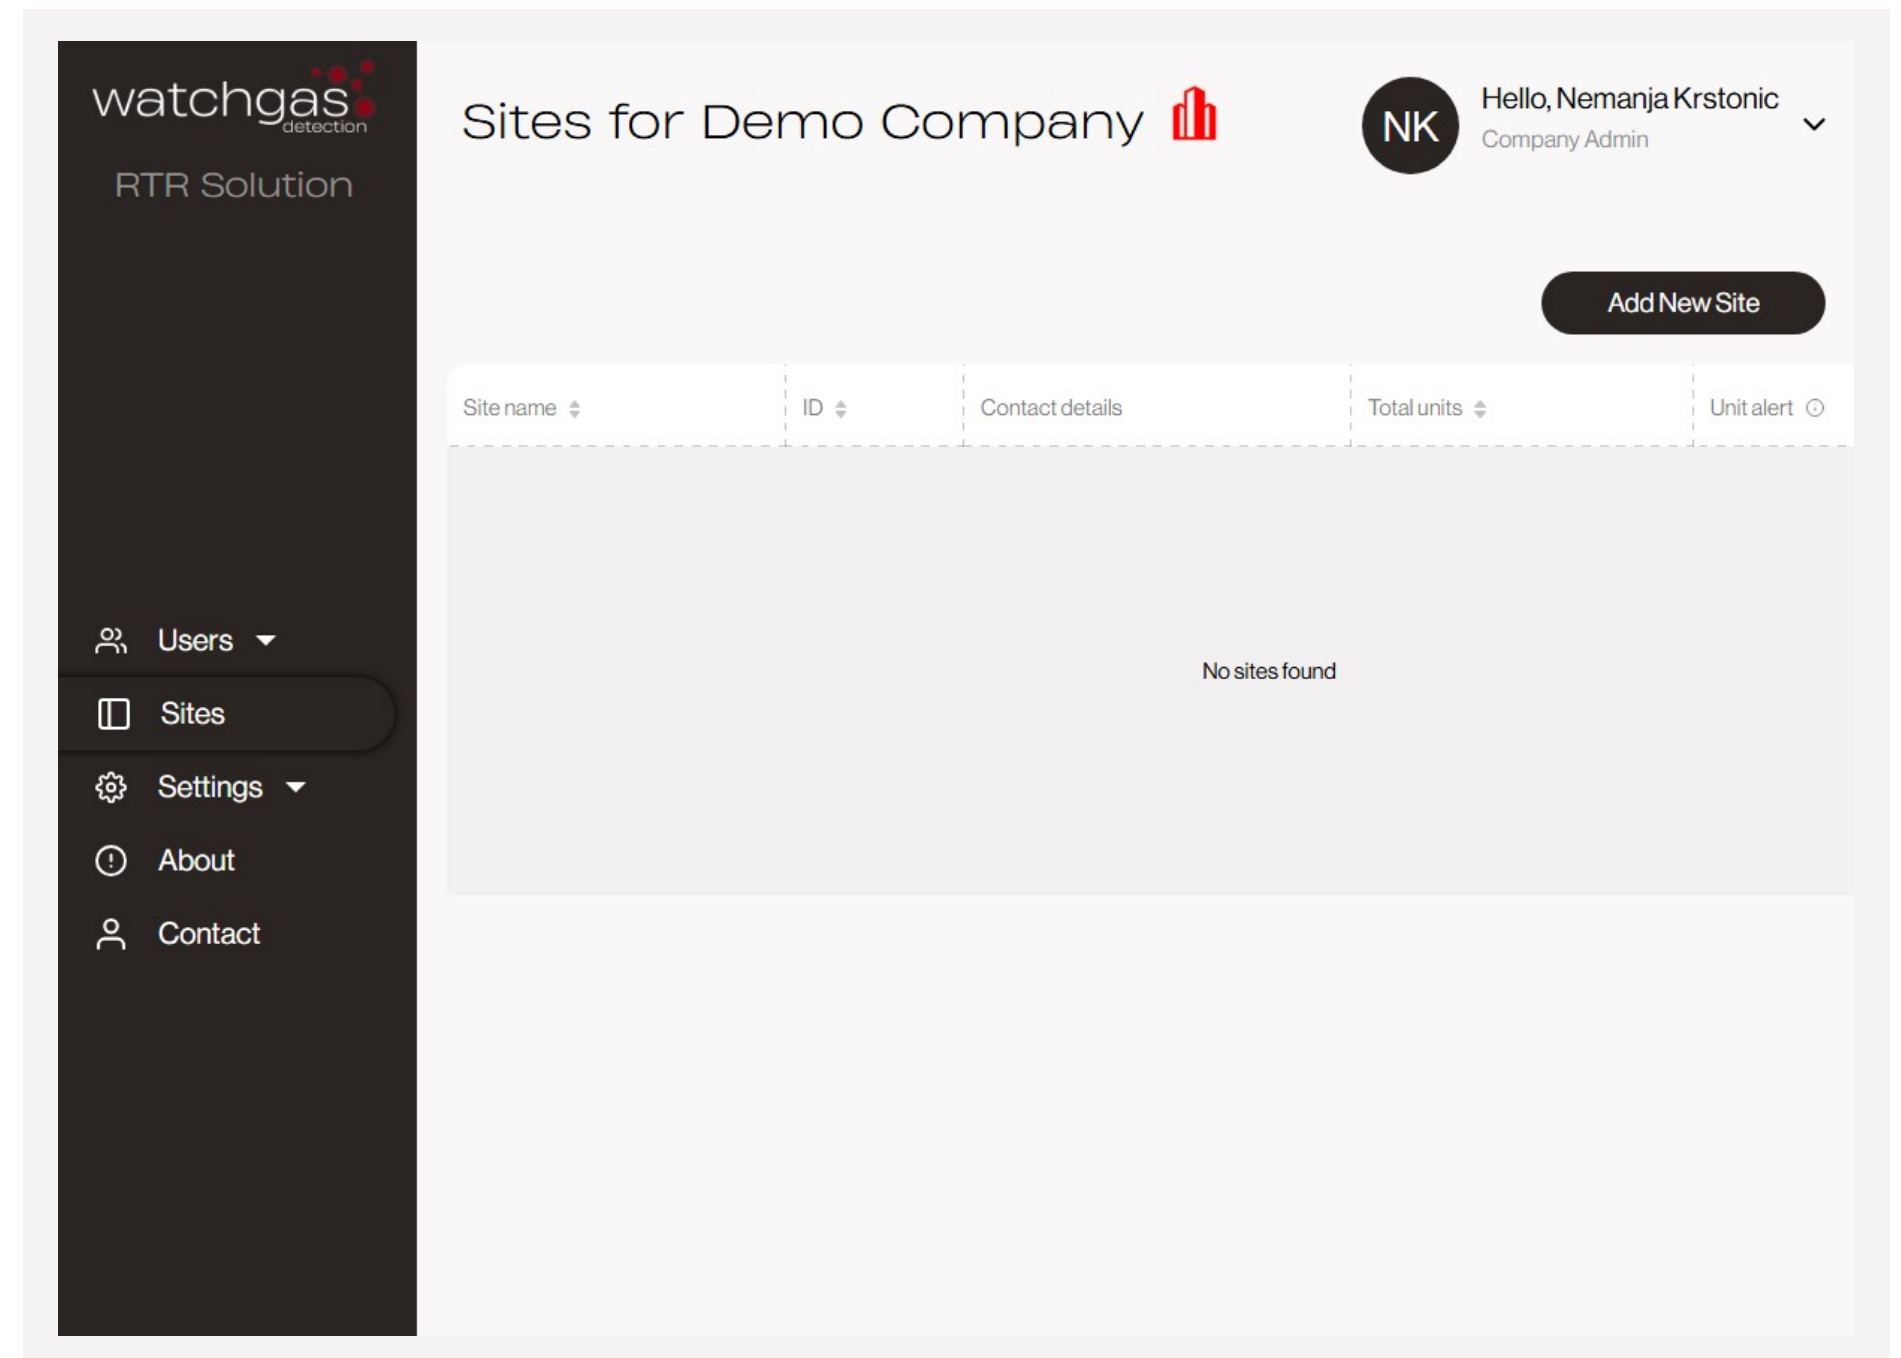 watchgas
detection
RTR Solution
Users
Sites
Settings
About
Contact
Sites for Demo Company
NK
Hello, Nemanja Krstonic
Company Admin
Add New Site
Site name
ID
Contact details
Total units
Unit alert
No sites found